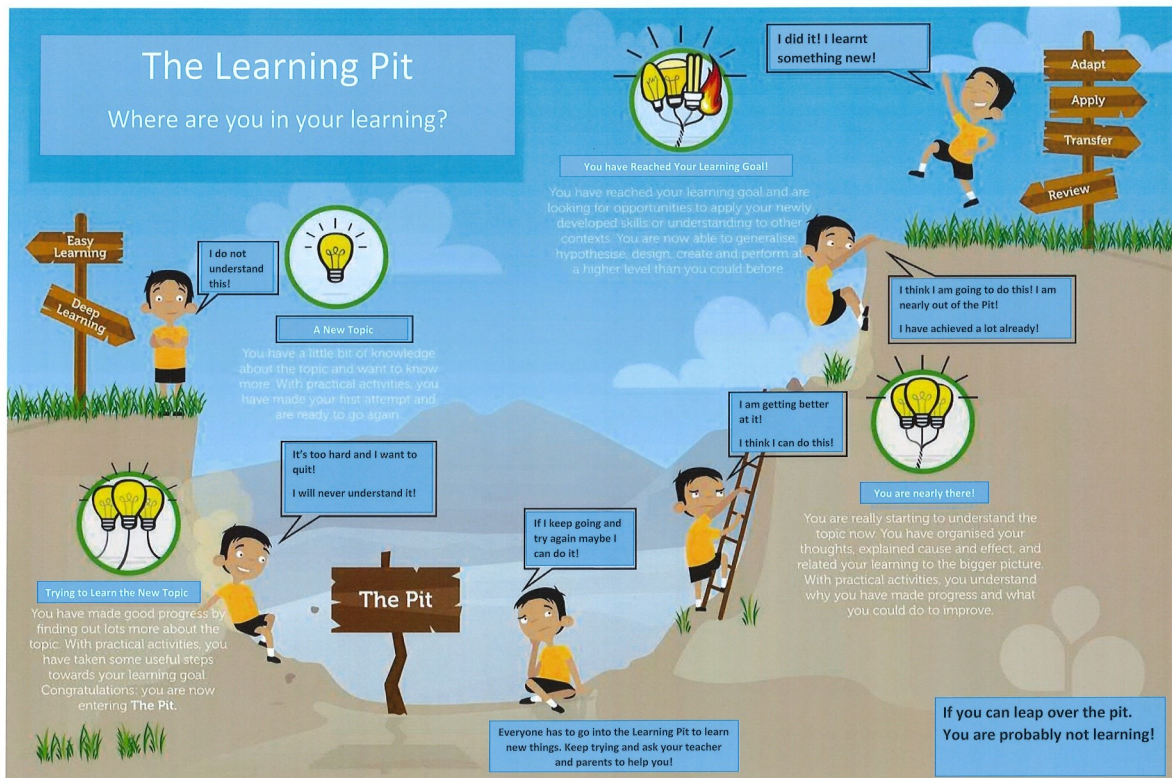 The Learning Pit
Where are you in your learning?
I did it! I learnt
something new!
Adapt
Apply
Transfer
Review
You have Reached Your Learning Goal!
You have reached your learning goal and are
looking for opportunities to apply your newly
developed skills or understanding to other
contexts. You are now able to generalise,
hypothesise, design, create and perform at
a higher level than you could before
Easy
Learning
Deep
Learning
I do not
understand
this!
A New Topic
You have a little bit of knowledge
about the topic and want to know
more. With practical activities, you
have made your first attempt and
are ready to go again.
I think I am going to do this! I am
nearly out of the Pit!
I have achieved a lot already!
I am getting better
at it!
I think I can do this!
It's too hard and I want to
quit!
I will never understand it!
You are nearly there!
You are really starting to understand the
topic now. You have organised your
thoughts, explained cause and effect, and
related your learning to the bigger picture.
With practical activities, you understand
why you have made progress and what
you could do to improve.
If I keep going and
try again maybe I
can do it!
Trying to Learn the New Topic
You have made good progress by
finding out lots more about the
topic. With practical activities, you
have taken some useful steps
towards your learning goal.
Congratulations: you are now
entering The Pit.
The Pit
Everyone has to go into the Learning Pit to learn
new things. Keep trying and ask your teacher
and parents to help you!
If you can leap over the pit.
You are probably not learning!